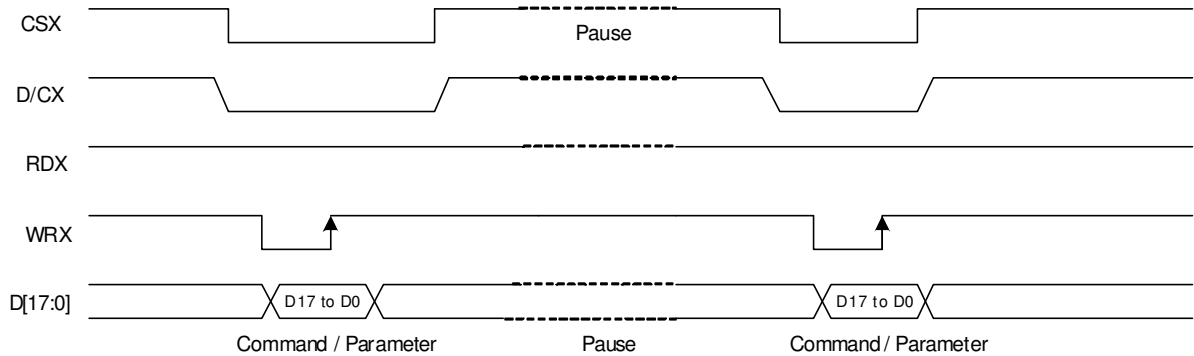 CSX
Pause
D/CX
RDX
WRX
D[17:0]
D17 to D0
D17 to D0
Command / Parameter
Pause
Command / Parameter